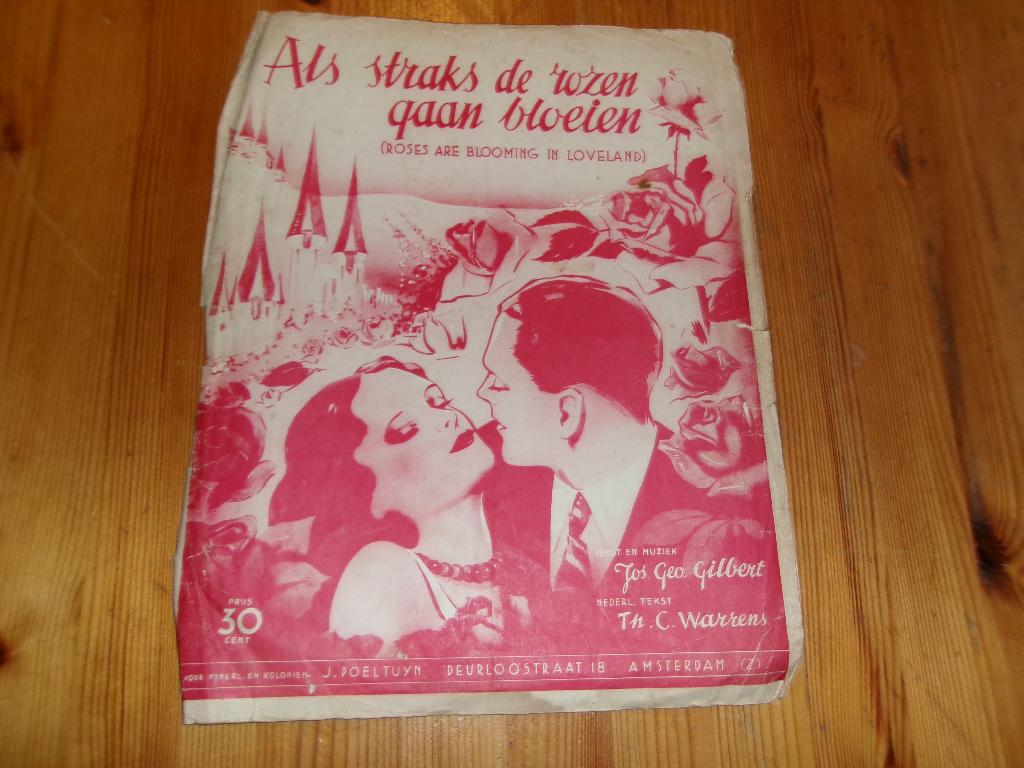 Als straks de rozen
gaan bloeien
(ROSES ARE BLOOMING IN LOVELAND)
TEKST EN MUZIEK
Jos. Geo. Gilbert
NEDERL. TEKST
Th. C. Warrens
PRIJS
30
CENT
VOOR NEDERL. EN KOLONIEN. J. POELTUYN DEURLOOSTRAAT 18 AMSTERDAM (Z)